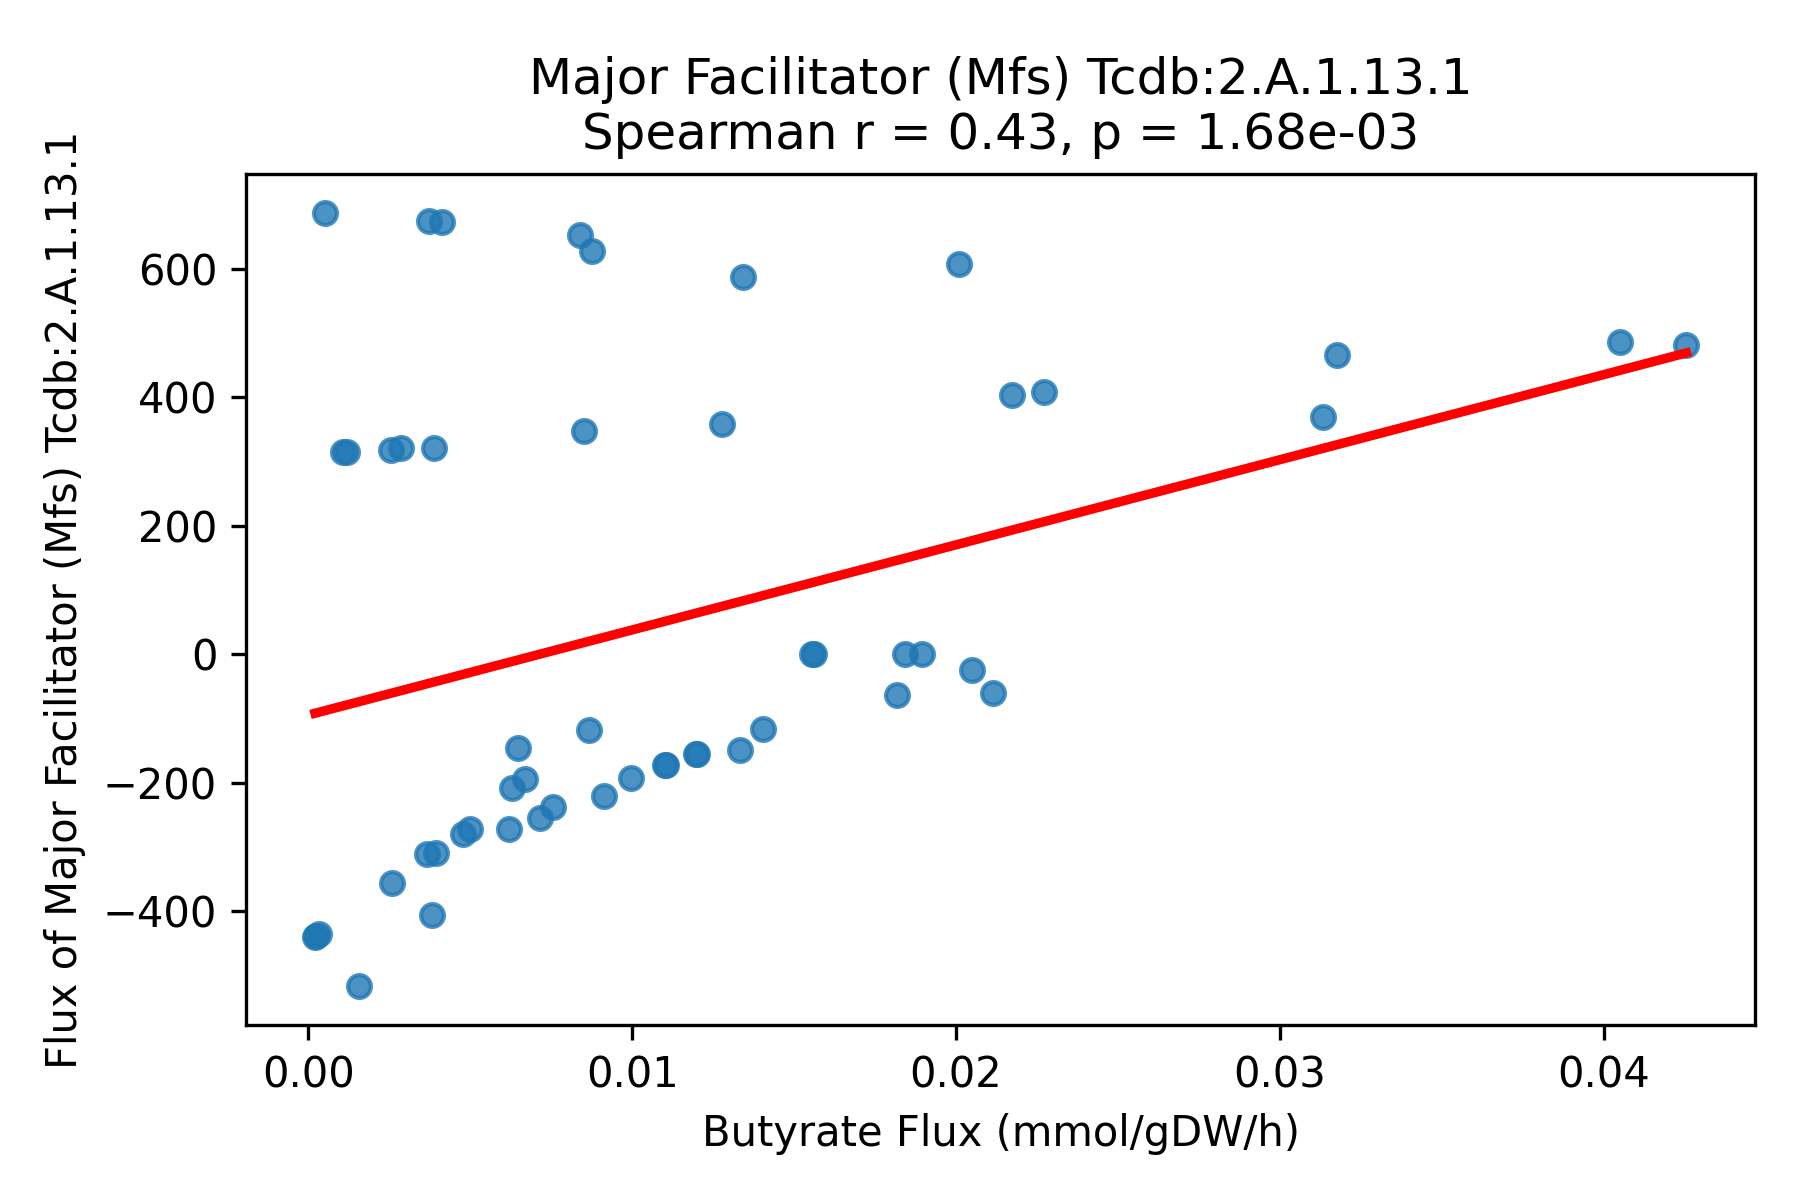 Major Facilitator (Mfs) Tcdb:2.A.1.13.1
Spearman r = 0.43, p = 1.68e-03
Flux of Major Facilitator (Mfs) Tcdb:2.A.1.13.1
600
400
200
0
−200
−400
0.00
0.01
0.02
0.03
0.04
Butyrate Flux (mmol/gDW/h)